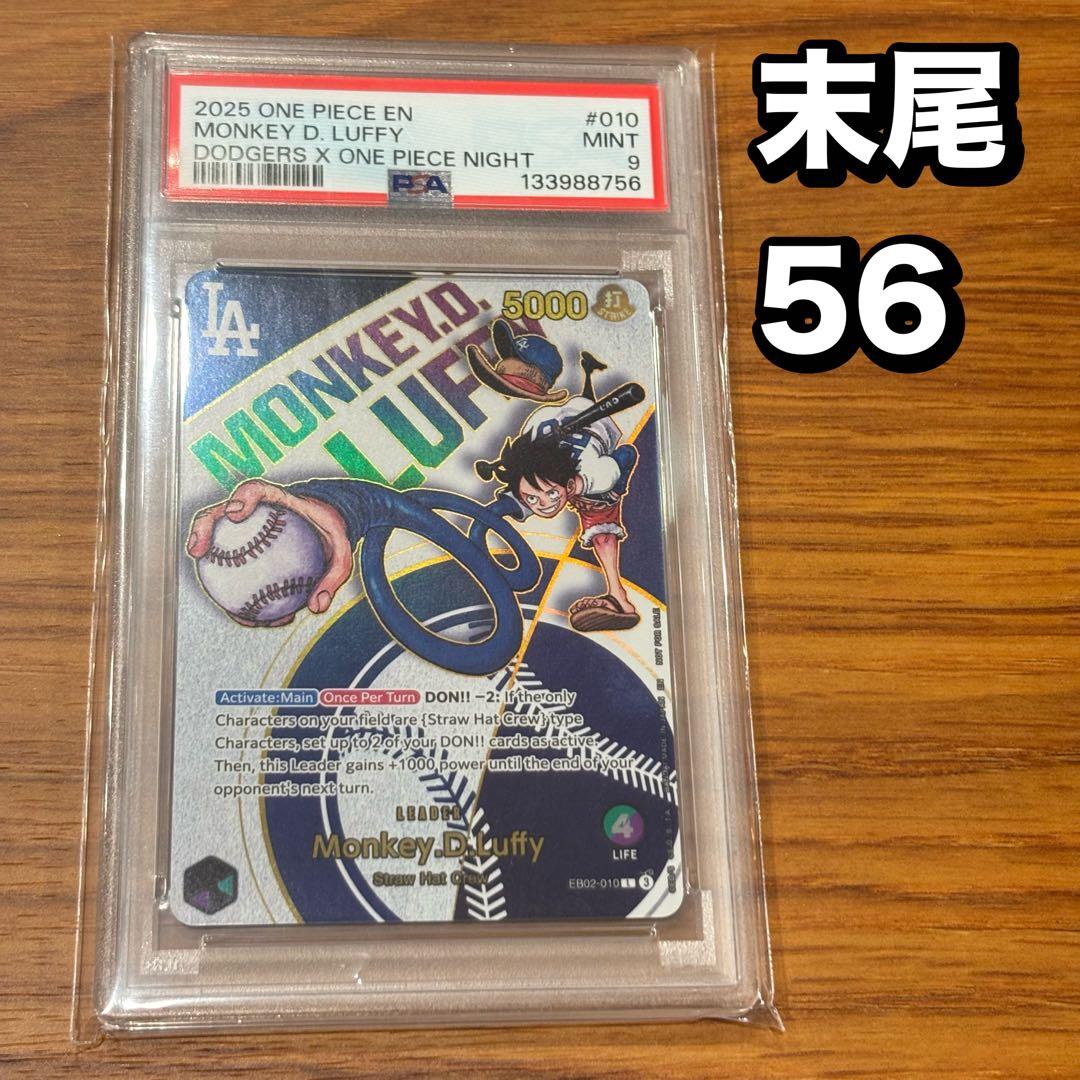 末尾
56
2025 ONE PIECE EN #010
MONKEY D. LUFFY MINT
DODGERS X ONE PIECE NIGHT 9
PSA 133988756
LA
5000 打
STRIKE
MONKEY.D.
LUFFY
NOT FOR SALE
Activate:Main Once Per Turn DON!! −2: If the only
Characters on your field are {Straw Hat Crew} type
Characters, set up to 2 of your DON!! cards as active.
Then, this Leader gains +1000 power until the end of your
opponent's next turn.
LEADER
Monkey.D.Luffy
Straw Hat Crew
4
LIFE
EB02-010 L 3